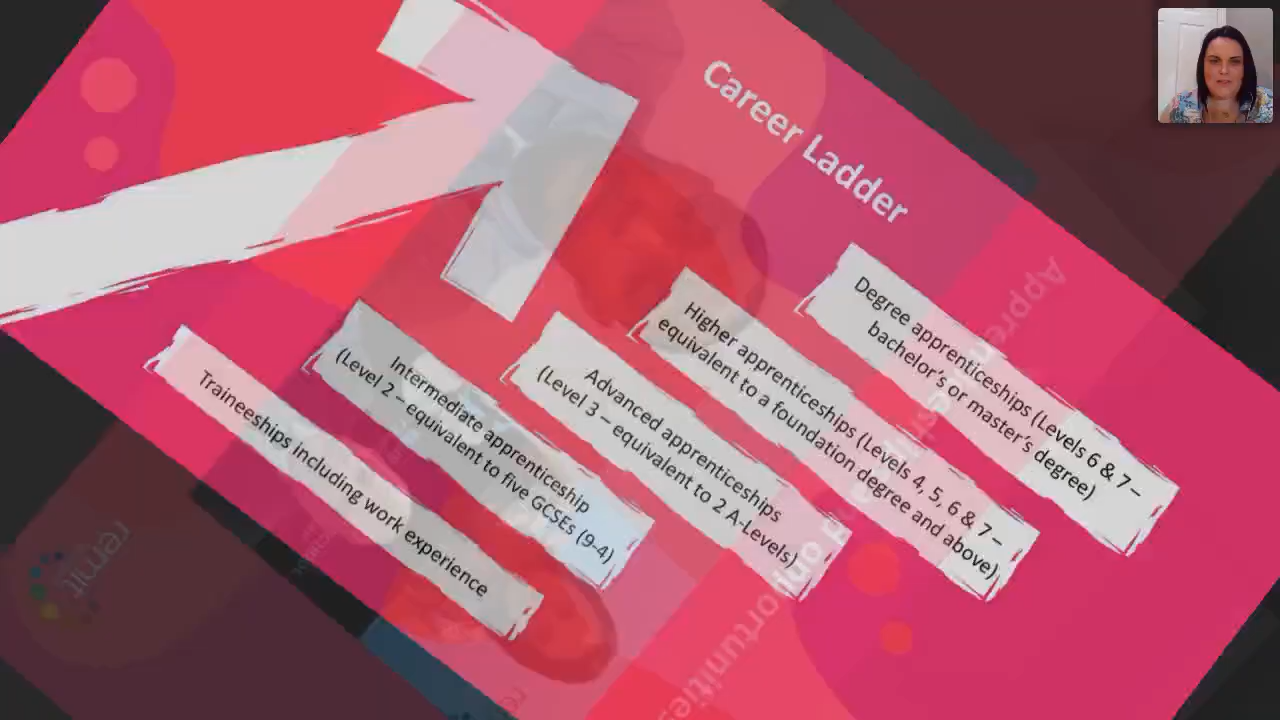 Career Ladder
Degree apprenticeships (Levels 6 & 7 –
bachelor's or master's degree)
Higher apprenticeships (Levels 4, 5, 6 & 7 –
equivalent to a foundation degree and above)
Advanced apprenticeships
(Level 3 – equivalent to 2 A-Levels)
Intermediate apprenticeship
(Level 2 – equivalent to five GCSEs (9-4)
Traineeships including work experience
remit